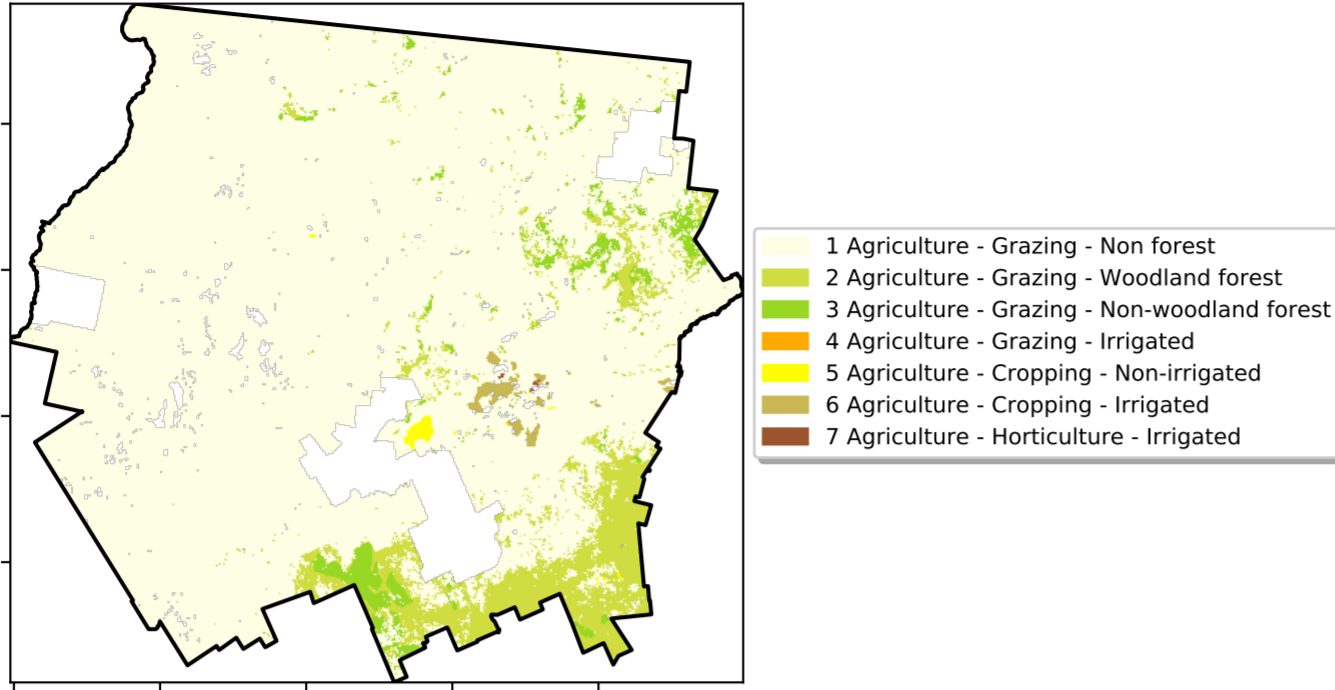 1 Agriculture - Grazing - Non forest
2 Agriculture - Grazing - Woodland forest
3 Agriculture - Grazing - Non-woodland forest
4 Agriculture - Grazing - Irrigated
5 Agriculture - Cropping - Non-irrigated
6 Agriculture - Cropping - Irrigated
7 Agriculture - Horticulture - Irrigated